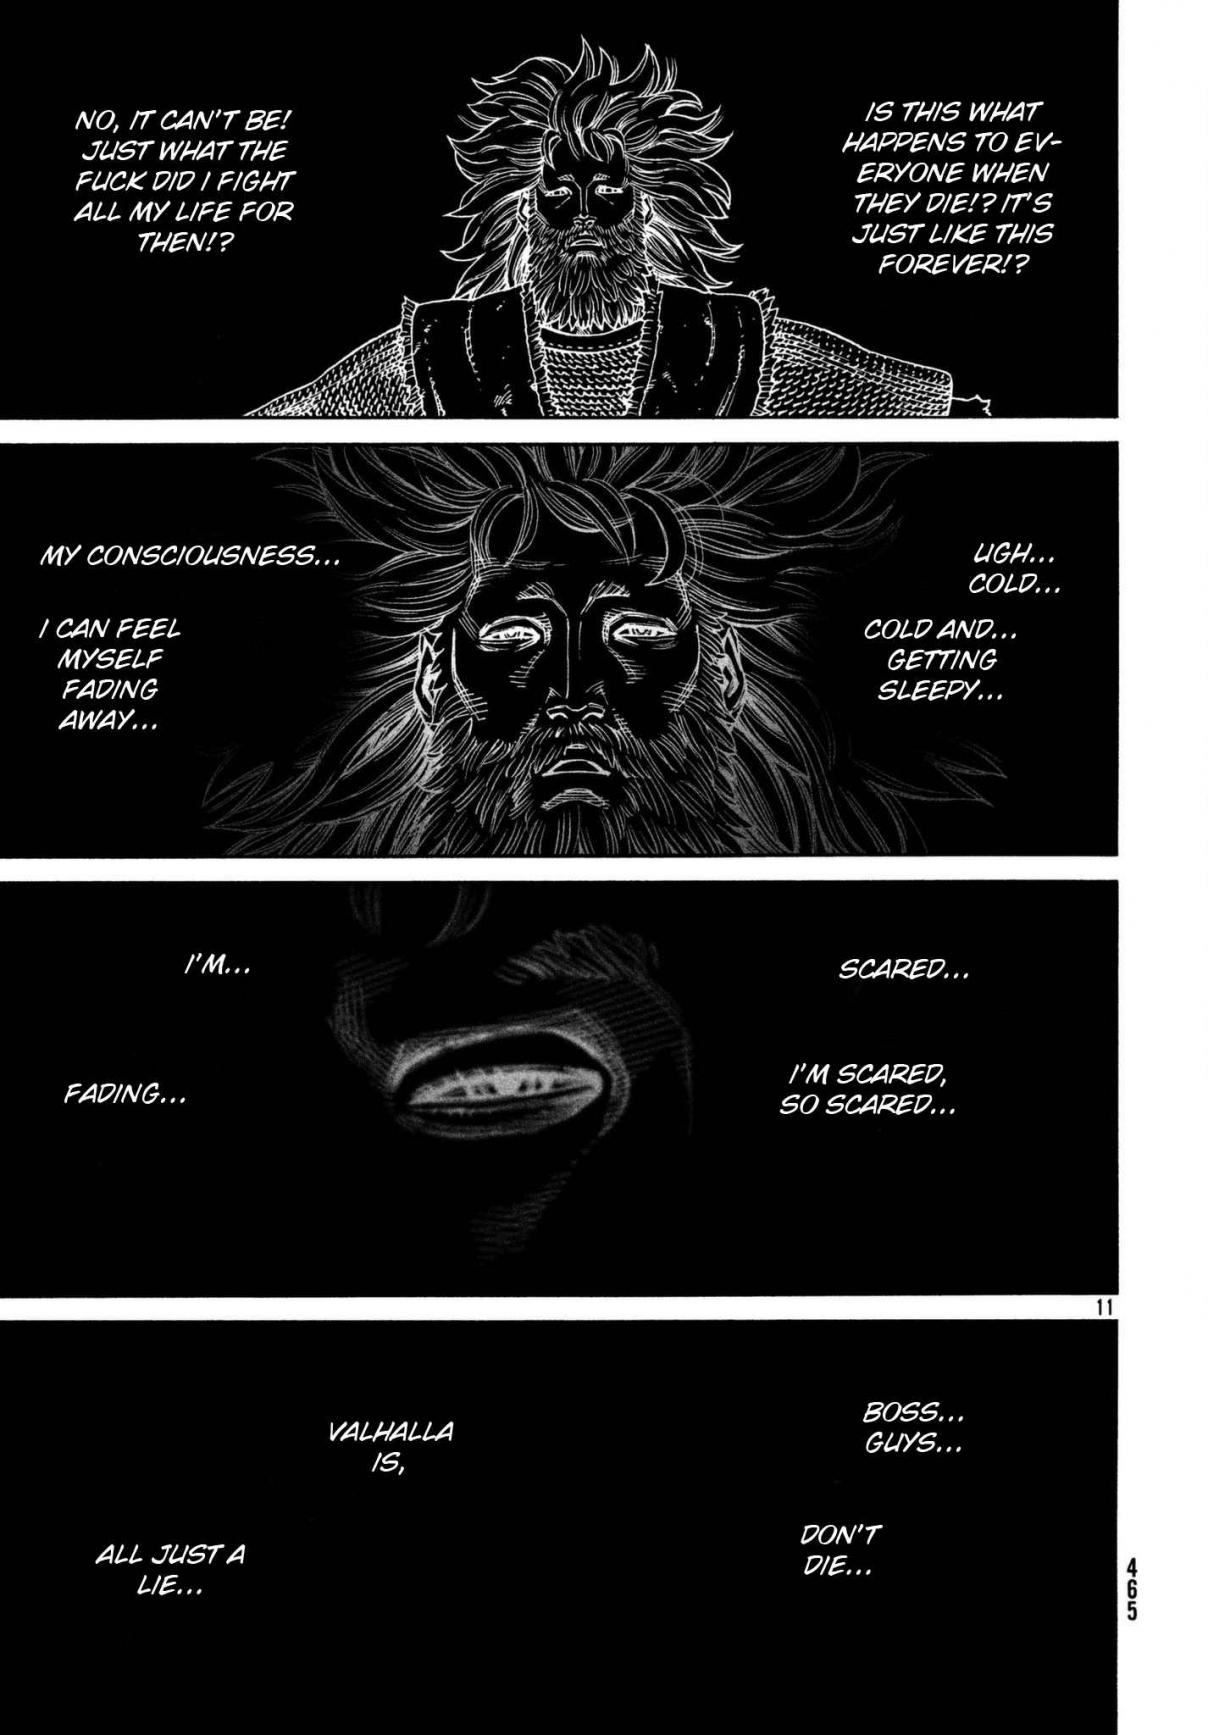 IS THIS WHAT
HAPPENS TO EV-
ERYONE WHEN
THEY DIE!? IT'S
JUST LIKE THIS
FOREVER!?
NO, IT CAN'T BE!
JUST WHAT THE
FUCK DID I FIGHT
ALL MY LIFE FOR
THEN!?
UGH...
COLD...
COLD AND...
GETTING
SLEEPY...
MY CONSCIOUSNESS...
I CAN FEEL
MYSELF
FADING
AWAY...
SCARED...
I'M SCARED,
SO SCARED...
I'M...
FADING...
11
BOSS...
GUYS...
DON'T
DIE...
VALHALLA
IS,
ALL JUST A
LIE...
465